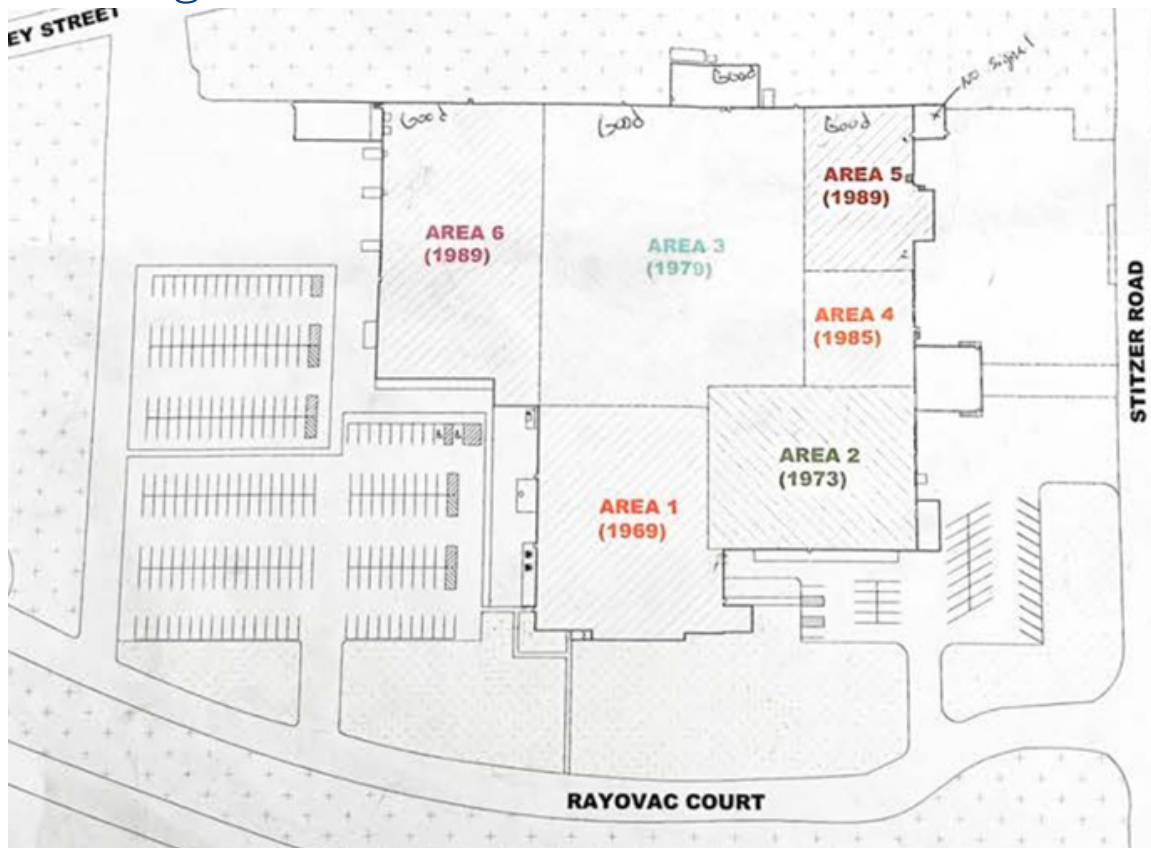 EY STREET
Good
No signal
Good
Good
Good
AREA 5
(1989)
AREA 6
(1989)
AREA 3
(1979)
AREA 4
(1985)
STITZER ROAD
AREA 2
(1973)
AREA 1
(1969)
RAYOVAC COURT